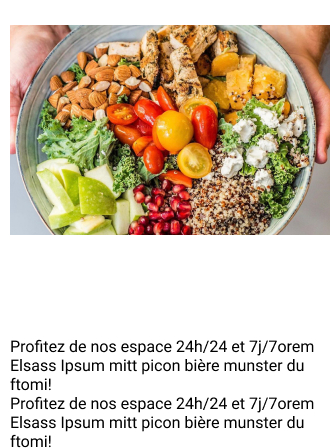 Profitez de nos espace 24h/24 et 7j/7orem
Elsass Ipsum mitt picon bière munster du
ftomi!
Profitez de nos espace 24h/24 et 7j/7orem
Elsass Ipsum mitt picon bière munster du
ftomi!